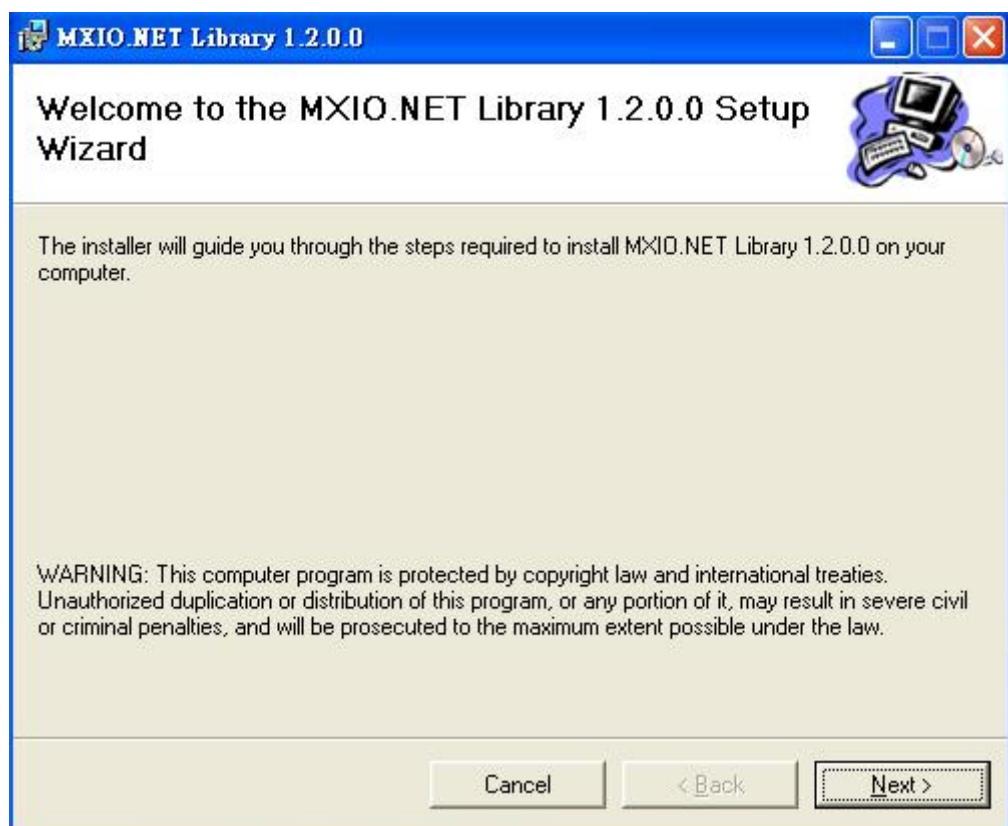 MXIO.NET Library 1.2.0.0
Welcome to the MXIO.NET Library 1.2.0.0 Setup
Wizard
The installer will guide you through the steps required to install MXIO.NET Library 1.2.0.0 on your
computer.
WARNING: This computer program is protected by copyright law and international treaties.
Unauthorized duplication or distribution of this program, or any portion of it, may result in severe civil
or criminal penalties, and will be prosecuted to the maximum extent possible under the law.
Cancel
< Back
Next >